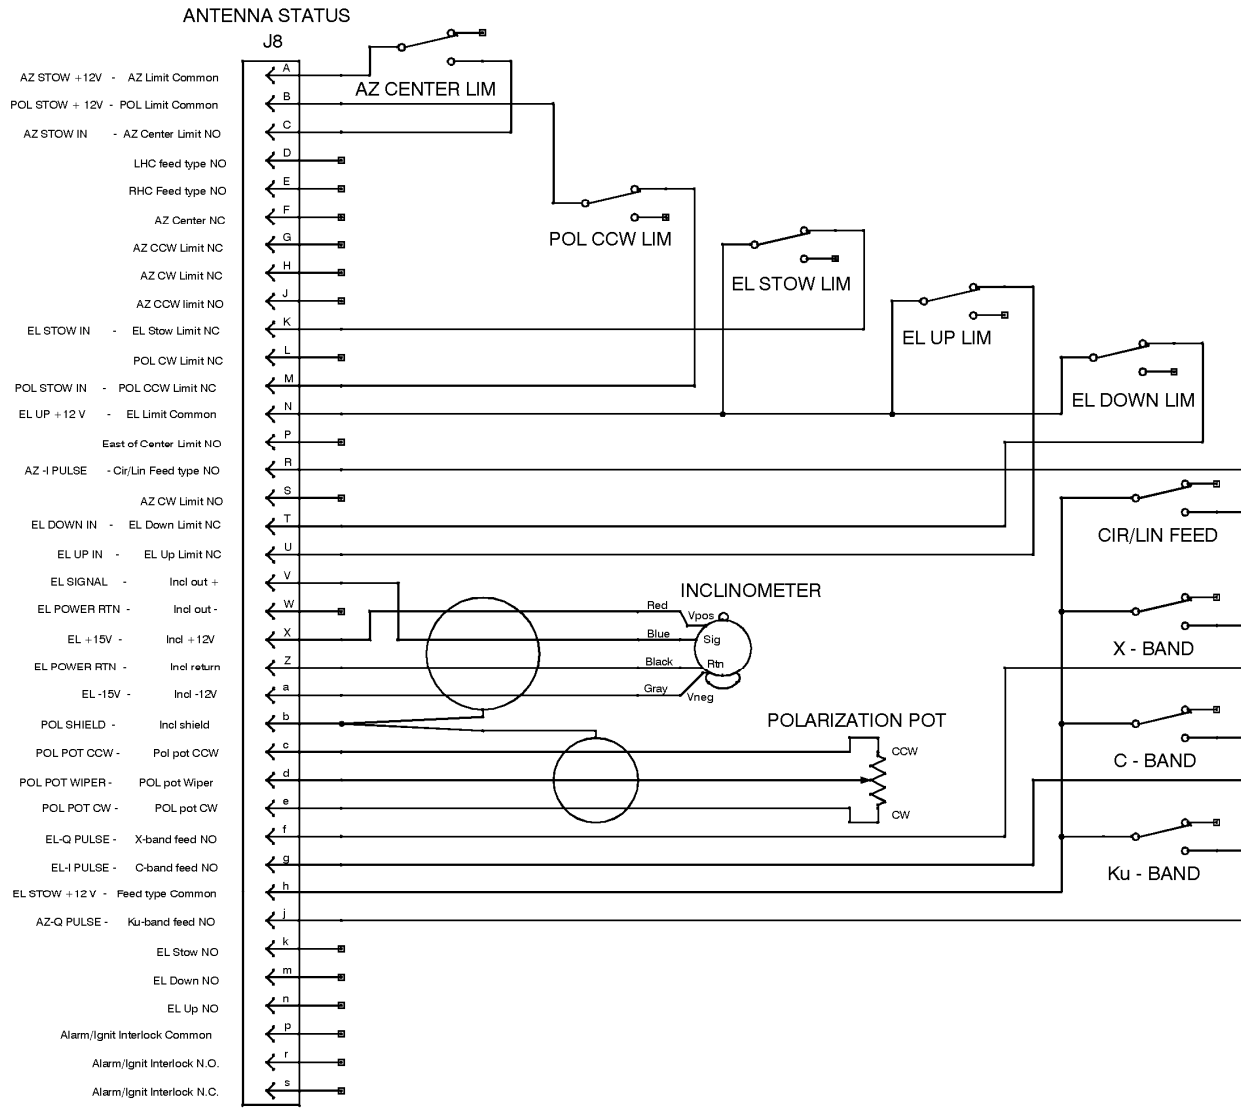 ANTENNA STATUS
J8
AZ STOW +12V - AZ Limit Common A
POL STOW + 12V - POL Limit Common B
AZ STOW IN - AZ Center Limit NO C
LHC feed type NO D
RHC Feed type NO E
AZ Center NC F
AZ CCW Limit NC G
AZ CW Limit NC H
AZ CCW limit NO J
EL STOW IN - EL Stow Limit NC K
POL CW Limit NC L
POL STOW IN - POL CCW Limit NC M
EL UP +12 V - EL Limit Common N
East of Center Limit NO P
AZ -I PULSE - Cir/Lin Feed type NO R
AZ CW Limit NO S
EL DOWN IN - EL Down Limit NC T
EL UP IN - EL Up Limit NC U
EL SIGNAL - Incl out + V
EL POWER RTN - Incl out - W
EL +15V - Incl +12V X
EL POWER RTN - Incl return Z
EL -15V - Incl -12V a
POL SHIELD - Incl shield b
POL POT CCW - Pol pot CCW c
POL POT WIPER - POL pot Wiper d
POL POT CW - POL pot CW e
EL-Q PULSE - X-band feed NO f
EL-I PULSE - C-band feed NO g
EL STOW +12 V - Feed type Common h
AZ-Q PULSE - Ku-band feed NO j
EL Stow NO k
EL Down NO m
EL Up NO n
Alarm/Ignit Interlock Common p
Alarm/Ignit Interlock N.O. r
Alarm/Ignit Interlock N.C. s
AZ CENTER LIM
POL CCW LIM
EL STOW LIM
EL UP LIM
EL DOWN LIM
CIR/LIN FEED
X - BAND
C - BAND
Ku - BAND
INCLINOMETER
Red
Vpos
Blue
Sig
Black
Rtn
Gray
Vneg
POLARIZATION POT
CCW
CW